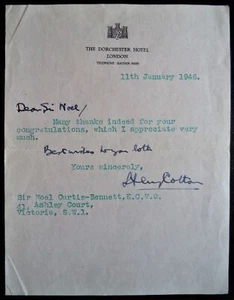 THE DORCHESTER HOTEL
LONDON
11th January 1946.
Dear Sir Noel/
Many thanks indeed for your
congratulations, which I appreciate very
much.
Best wishes to you both
Yours sincerely,
Henry Cotton
Sir Noel Curtis-Bennett, K.C.V.O.
Ashley Court,
Victoria, S.W.1.